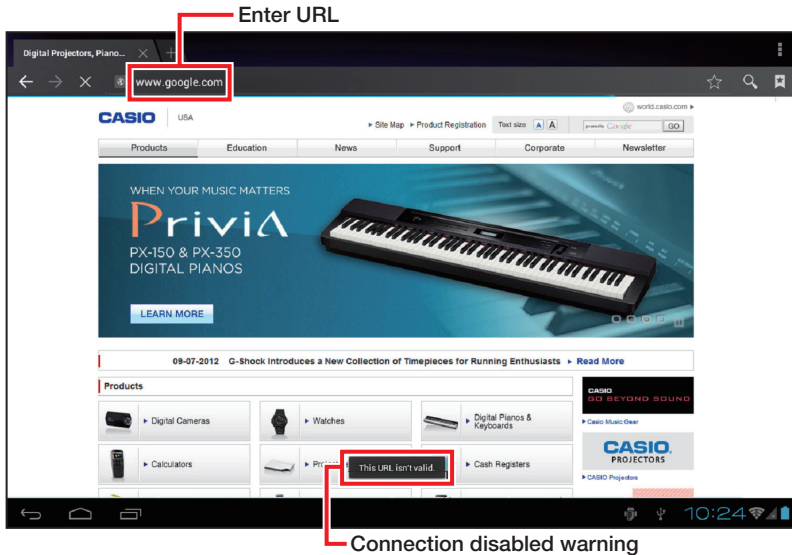 Enter URL
Digital Projectors, Piano...
www.google.com
world.casio.com
CASIO USA
Site Map Product Registration Text size A A Google GO
Products Education News Support Corporate Newsletter
WHEN YOUR MUSIC MATTERS
PriviA
PX-150 & PX-350
DIGITAL PIANOS
LEARN MORE
09-07-2012 G-Shock Introduces a New Collection of Timepieces for Running Enthusiasts Read More
Products
CASIO
GO BEYOND SOUND
Digital Cameras
Watches
Digital Pianos &
Keyboards
Casio Music Gear
CASIO.
PROJECTORS
Calculators
This URL isn't valid.
Cash Registers
CASIO Projectors
10:24
Connection disabled warning